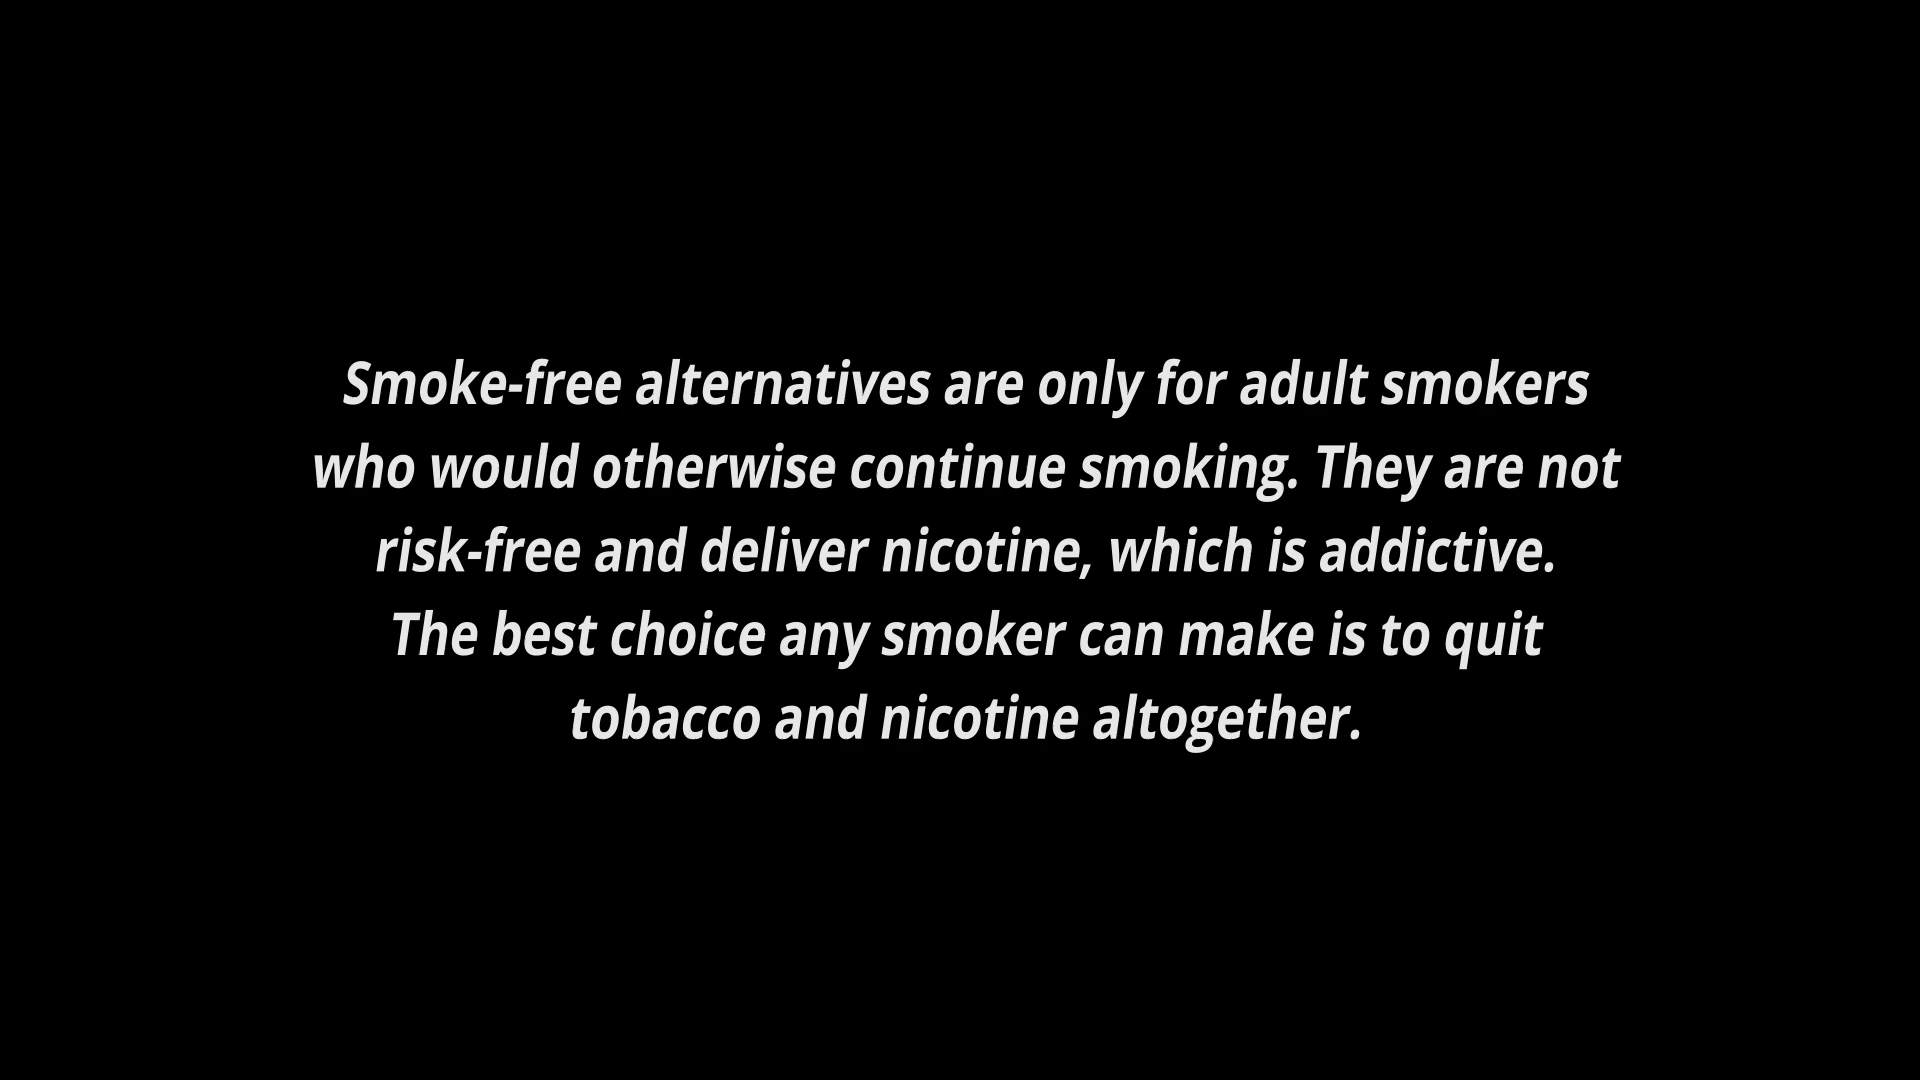 Smoke-free alternatives are only for adult smokers
who would otherwise continue smoking. They are not
risk-free and deliver nicotine, which is addictive.
The best choice any smoker can make is to quit
tobacco and nicotine altogether.